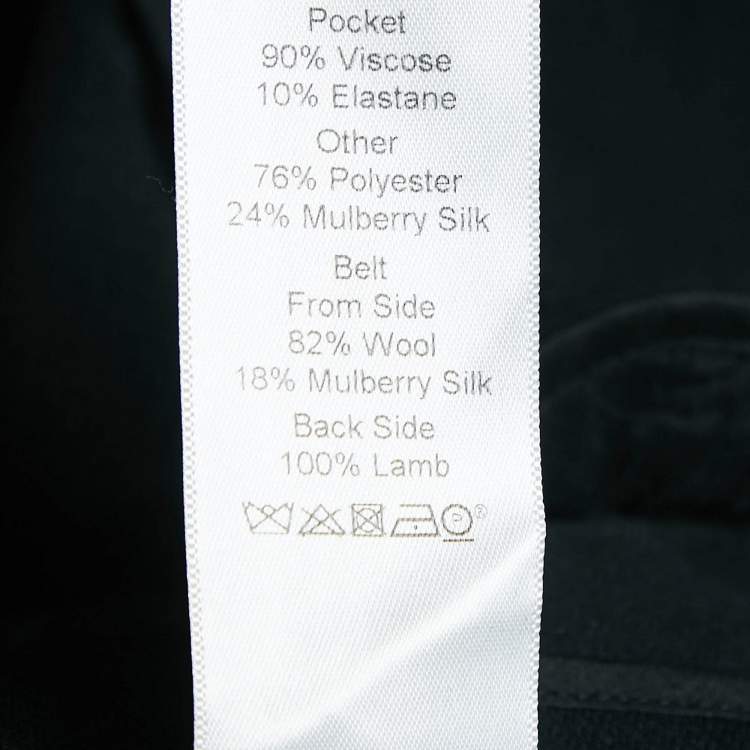 Pocket
90% Viscose
10% Elastane
Other
76% Polyester
24% Mulberry Silk
Belt
From Side
82% Wool
18% Mulberry Silk
Back Side
100% Lamb
P ®